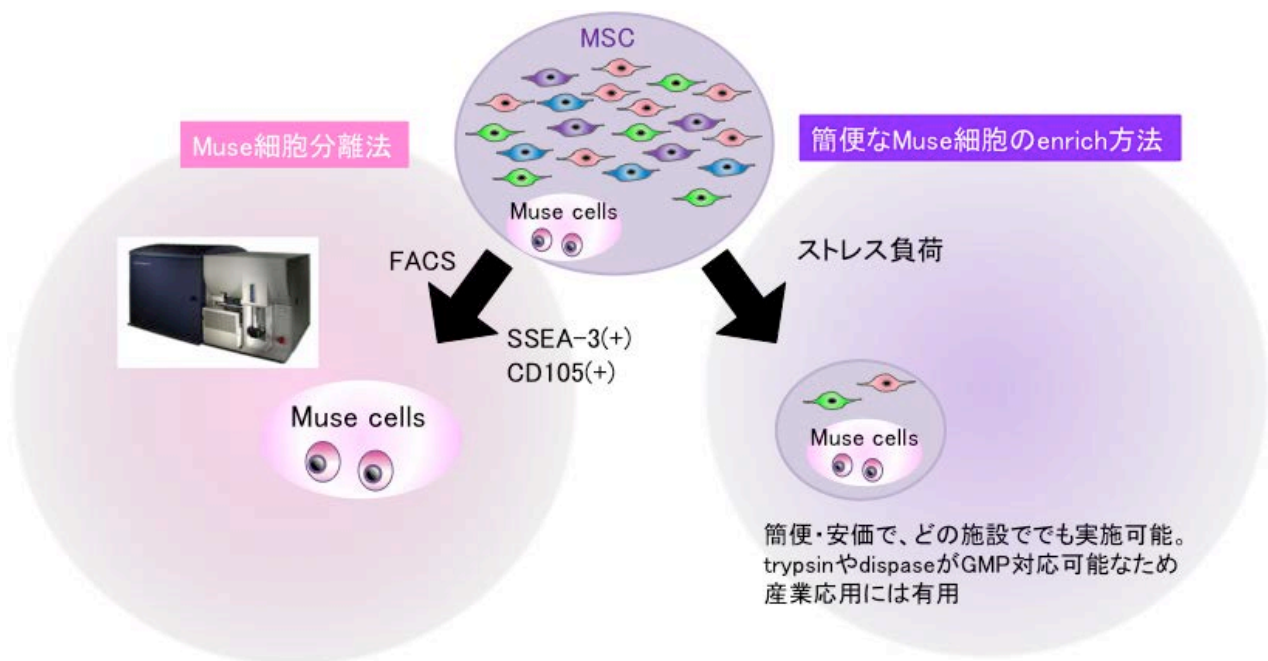 MSC
Muse細胞分離法
簡便なMuse細胞のenrich方法
Muse cells
FACS
ストレス負荷
SSEA-3(+)
CD105(+)
Muse cells
Muse cells
簡便・安価で、どの施設ででも実施可能。
trypsinやdispaseがGMP対応可能なため
産業応用には有用